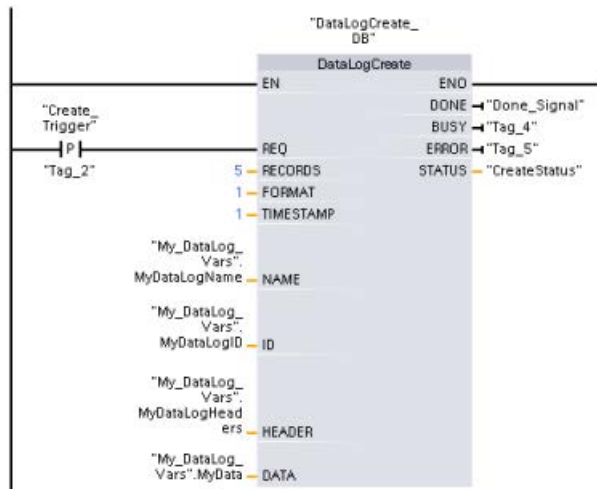 "DataLogCreate_
DB"
DataLogCreate
EN ENO
DONE "Done_Signal"
"Create_
Trigger"
BUSY "Tag_4"
P REQ ERROR "Tag_5"
"Tag_2" 5 RECORDS STATUS "CreateStatus"
1 FORMAT
1 TIMESTAMP
"My_DataLog_
Vars".
MyDataLogName NAME
"My_DataLog_
Vars".
MyDataLogID ID
"My_DataLog_
Vars".
MyDataLogHead
ers HEADER
"My_DataLog_
Vars".MyData DATA